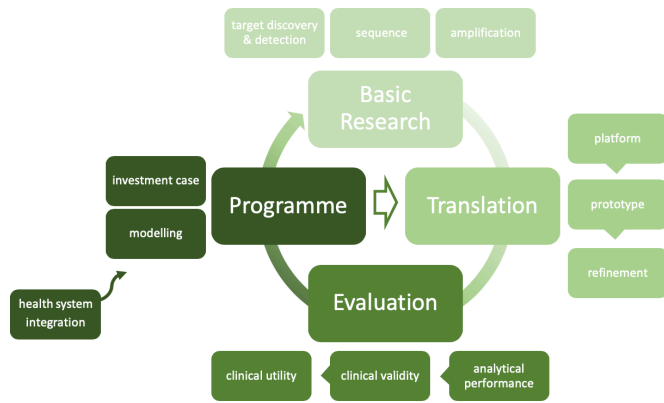 target discovery
& detection
sequence
amplification
Basic
Research
platform
investment case
Programme
Translation
prototype
modelling
refinement
health system
integration
Evaluation
clinical utility
clinical validity
analytical
performance